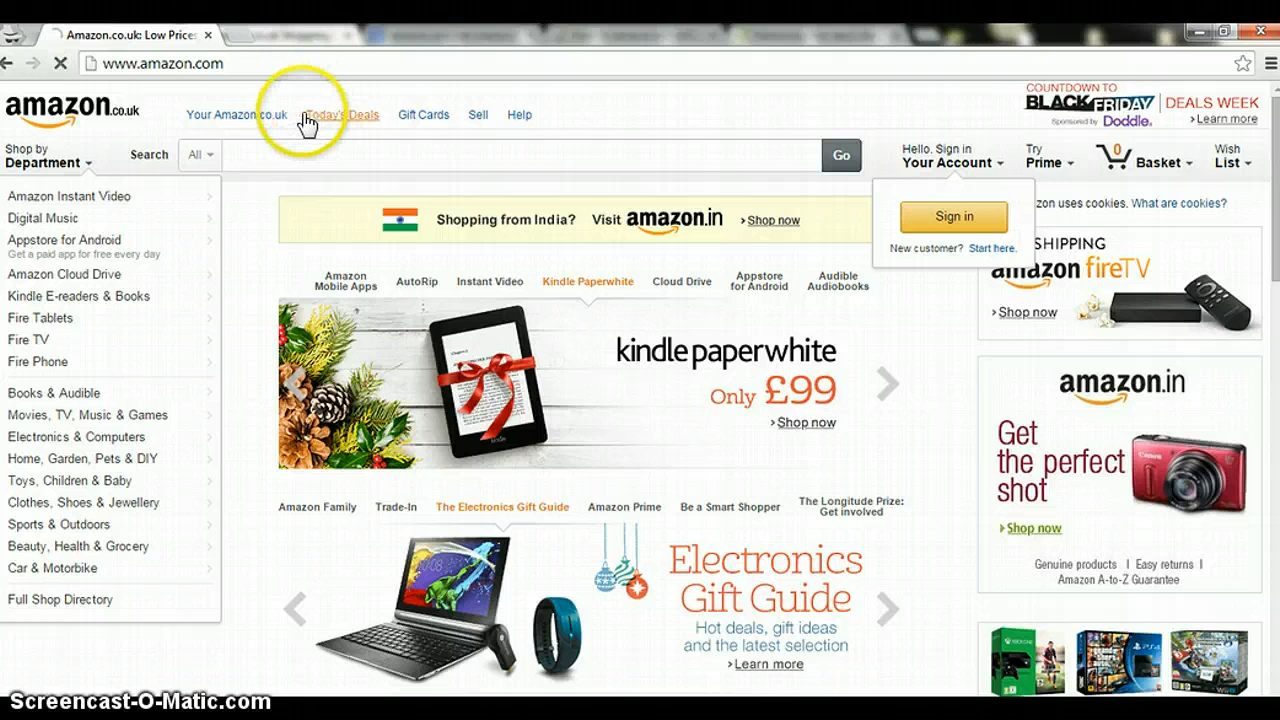 Amazon.co.uk: Low Prices
www.amazon.com
amazon.co.uk
Your Amazon.co.uk
Today's Deals
Gift Cards
Sell
Help
COUNTDOWN TO
BLACK FRIDAY
DEALS WEEK
Sponsored by Doddle.
Learn more
Shop by
Department
Search
All
Go
Hello. Sign in
Your Account
Try
Prime
0
Basket
Wish
List
Sign in
New customer? Start here.
zon uses cookies. What are cookies?
Amazon Instant Video
Digital Music
Appstore for Android
Get a paid app for free every day
Amazon Cloud Drive
Kindle E-readers & Books
Fire Tablets
Fire TV
Fire Phone
Books & Audible
Movies, TV, Music & Games
Electronics & Computers
Home, Garden, Pets & DIY
Toys, Children & Baby
Clothes, Shoes & Jewellery
Sports & Outdoors
Beauty, Health & Grocery
Car & Motorbike
Full Shop Directory
Shopping from India? Visit amazon.in
Shop now
Amazon
Mobile Apps
AutoRip
Instant Video
Kindle Paperwhite
Cloud Drive
Appstore
for Android
Audible
Audiobooks
kindle paperwhite
Only £99
Shop now
kindle
Amazon Family
Trade-In
The Electronics Gift Guide
Amazon Prime
Be a Smart Shopper
The Longitude Prize:
Get involved
Electronics
Gift Guide
Hot deals, gift ideas
and the latest selection
Learn more
SHIPPING
amazon fireTV
Shop now
amazon.in
Get
the perfect
shot
Canon
Shop now
Genuine products | Easy returns |
Amazon A-to-Z Guarantee
Screencast-O-Matic.com